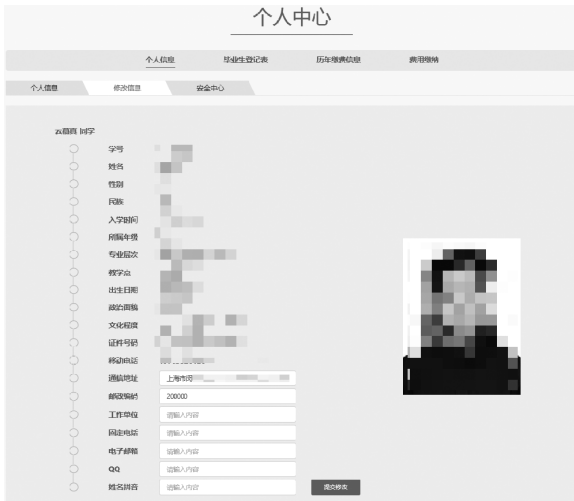 个人中心
个人信息 毕业生登记表 历年缴费信息 费用缴纳
个人信息 修改信息 安全中心
同学
学号
姓名
性别
民族
入学时间
所属年级
专业层次
教学点
出生日期
政治面貌
文化程度
证件号码
移动电话
通信地址 上海市闵
邮政编码 200000
工作单位 请输入内容
固定电话 请输入内容
电子邮箱 请输入内容
QQ 请输入内容
姓名拼音 请输入内容 提交修改